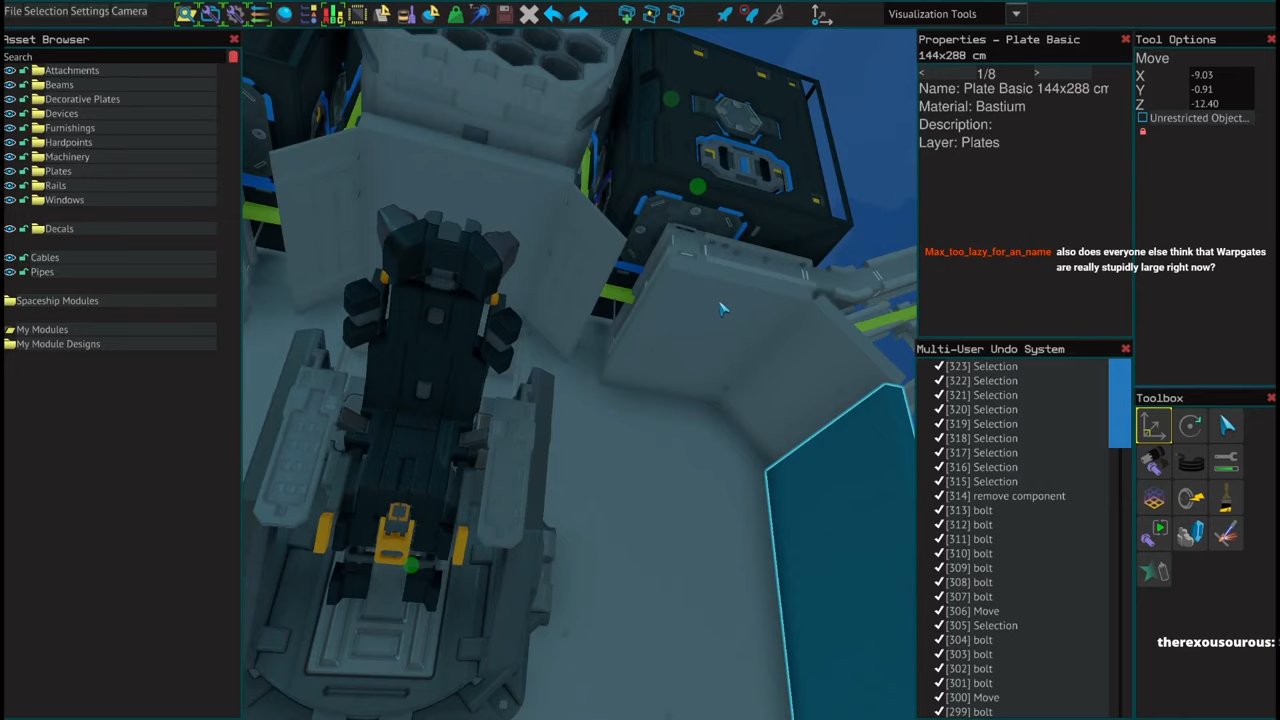 File Selection Settings Camera
Visualization Tools
Asset Browser
Search
Attachments
Beams
Decorative Plates
Devices
Furnishings
Hardpoints
Machinery
Plates
Rails
Windows
Decals
Cables
Pipes
Spaceship Modules
My Modules
My Module Designs
Properties - Plate Basic
144x288 cm
< 1/8 >
Name: Plate Basic 144x288 cm
Material: Bastium
Description:
Layer: Plates
Max_too_lazy_for_an_name also does everyone else think that Warpgates
are really stupidly large right now?
Multi-User Undo System
[323] Selection
[322] Selection
[321] Selection
[320] Selection
[319] Selection
[318] Selection
[317] Selection
[316] Selection
[315] Selection
[314] remove component
[313] bolt
[312] bolt
[311] bolt
[310] bolt
[309] bolt
[308] bolt
[307] bolt
[306] Move
[305] Selection
[304] bolt
[303] bolt
[302] bolt
[301] bolt
[300] Move
[299] bolt
Tool Options
Move
X -9.03
Y -0.91
Z -12.40
Unrestricted Object...
Toolbox
therexousourous: